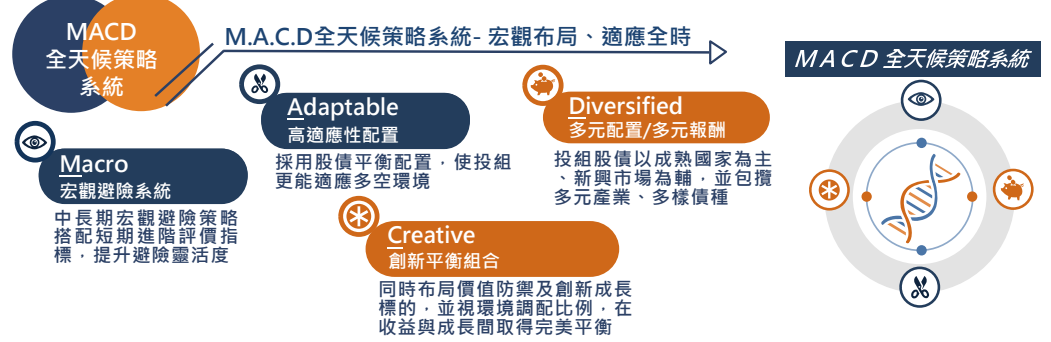 MACD
全天候策略
系統
M.A.C.D全天候策略系統- 宏觀布局、適應全時
MACD 全天候策略系統
Macro
宏觀避險系統
中長期宏觀避險策略
搭配短期進階評價指
標，提升避險靈活度
Adaptable
高適應性配置
採用股債平衡配置，使投組
更能適應多空環境
Creative
創新平衡組合
同時布局價值防禦及創新成長
標的，並視環境調配比例，在
收益與成長間取得完美平衡
Diversified
多元配置/多元報酬
投組股債以成熟國家為主
、新興市場為輔，並包攬
多元產業、多樣債種